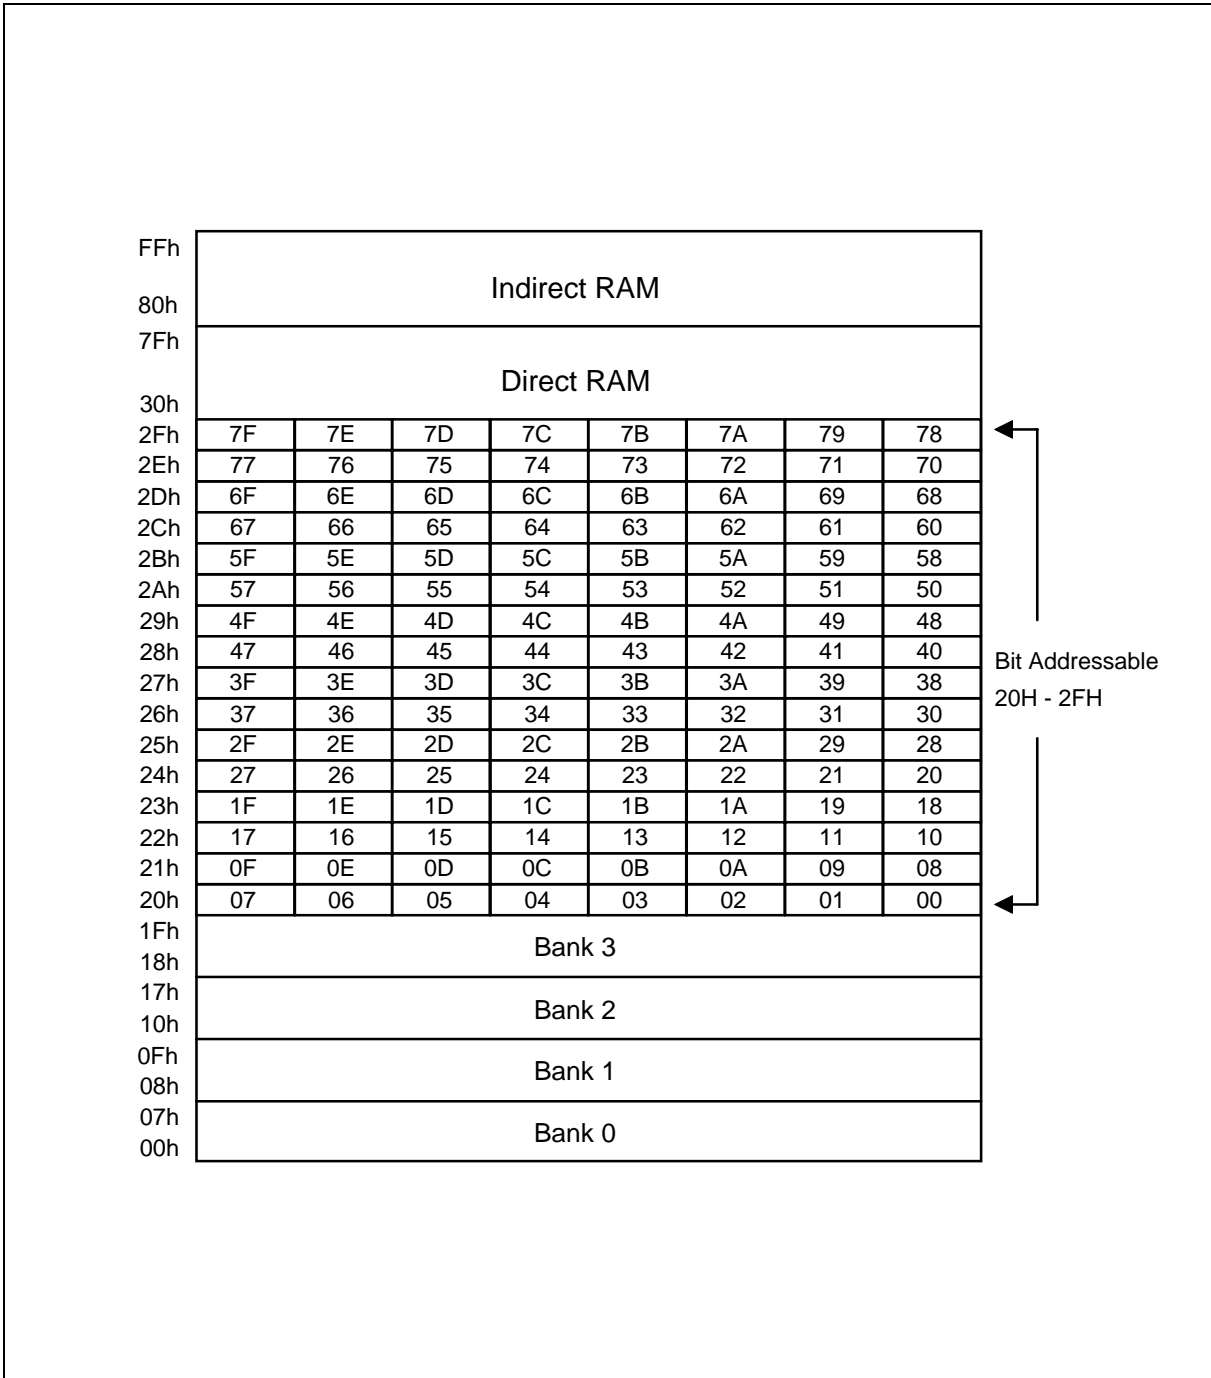 FFh
Indirect RAM
80h
7Fh
Direct RAM
30h
2Fh 7F 7E 7D 7C 7B 7A 79 78
2Eh 77 76 75 74 73 72 71 70
2Dh 6F 6E 6D 6C 6B 6A 69 68
2Ch 67 66 65 64 63 62 61 60
2Bh 5F 5E 5D 5C 5B 5A 59 58
2Ah 57 56 55 54 53 52 51 50
29h 4F 4E 4D 4C 4B 4A 49 48
28h 47 46 45 44 43 42 41 40
Bit Addressable
27h 3F 3E 3D 3C 3B 3A 39 38
20H - 2FH
26h 37 36 35 34 33 32 31 30
25h 2F 2E 2D 2C 2B 2A 29 28
24h 27 26 25 24 23 22 21 20
23h 1F 1E 1D 1C 1B 1A 19 18
22h 17 16 15 14 13 12 11 10
21h 0F 0E 0D 0C 0B 0A 09 08
20h 07 06 05 04 03 02 01 00
1Fh
Bank 3
18h
17h
Bank 2
10h
0Fh
Bank 1
08h
07h
Bank 0
00h